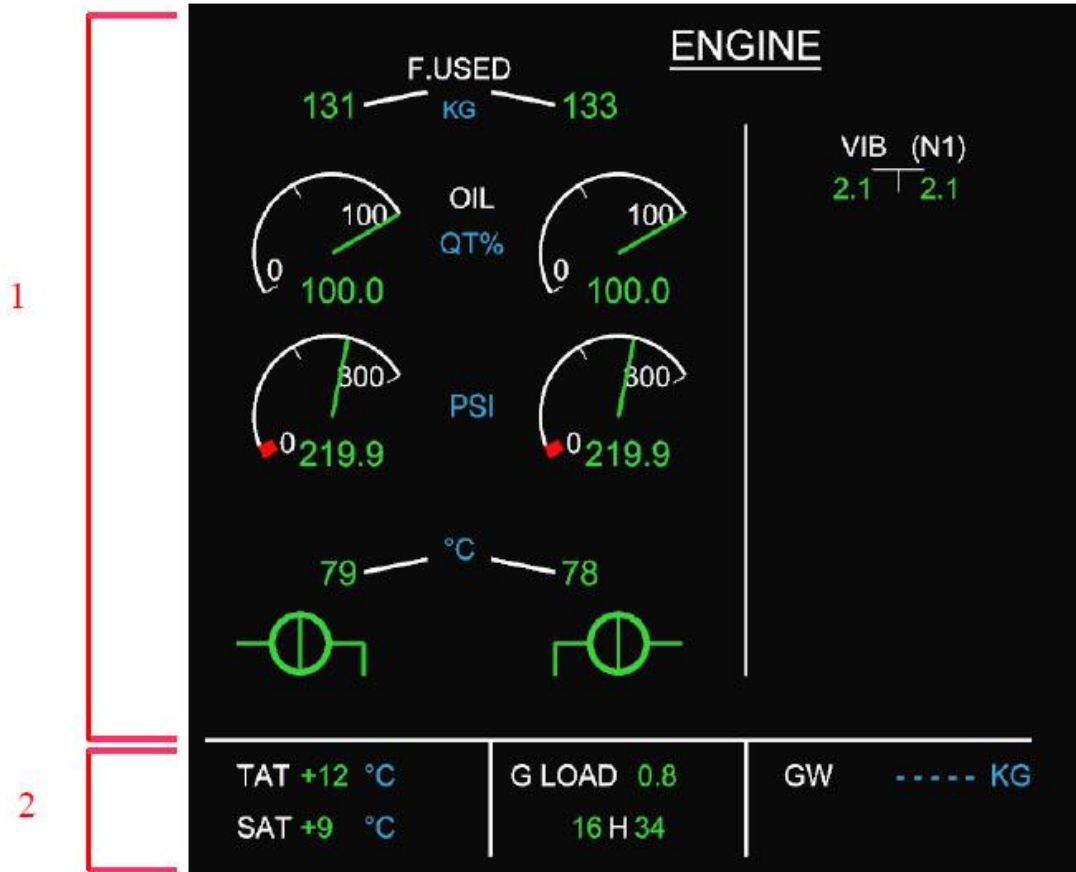 ENGINE
F.USED
131 KG 133
VIB (N1)
2.1 2.1
OIL
100 100
QT%
0 0
100.0 100.0
300 300
PSI
0 0
219.9 219.9
°C
79 78
1
TAT +12 °C G LOAD 0.8 GW ----- KG
2
SAT +9 °C 16 H 34